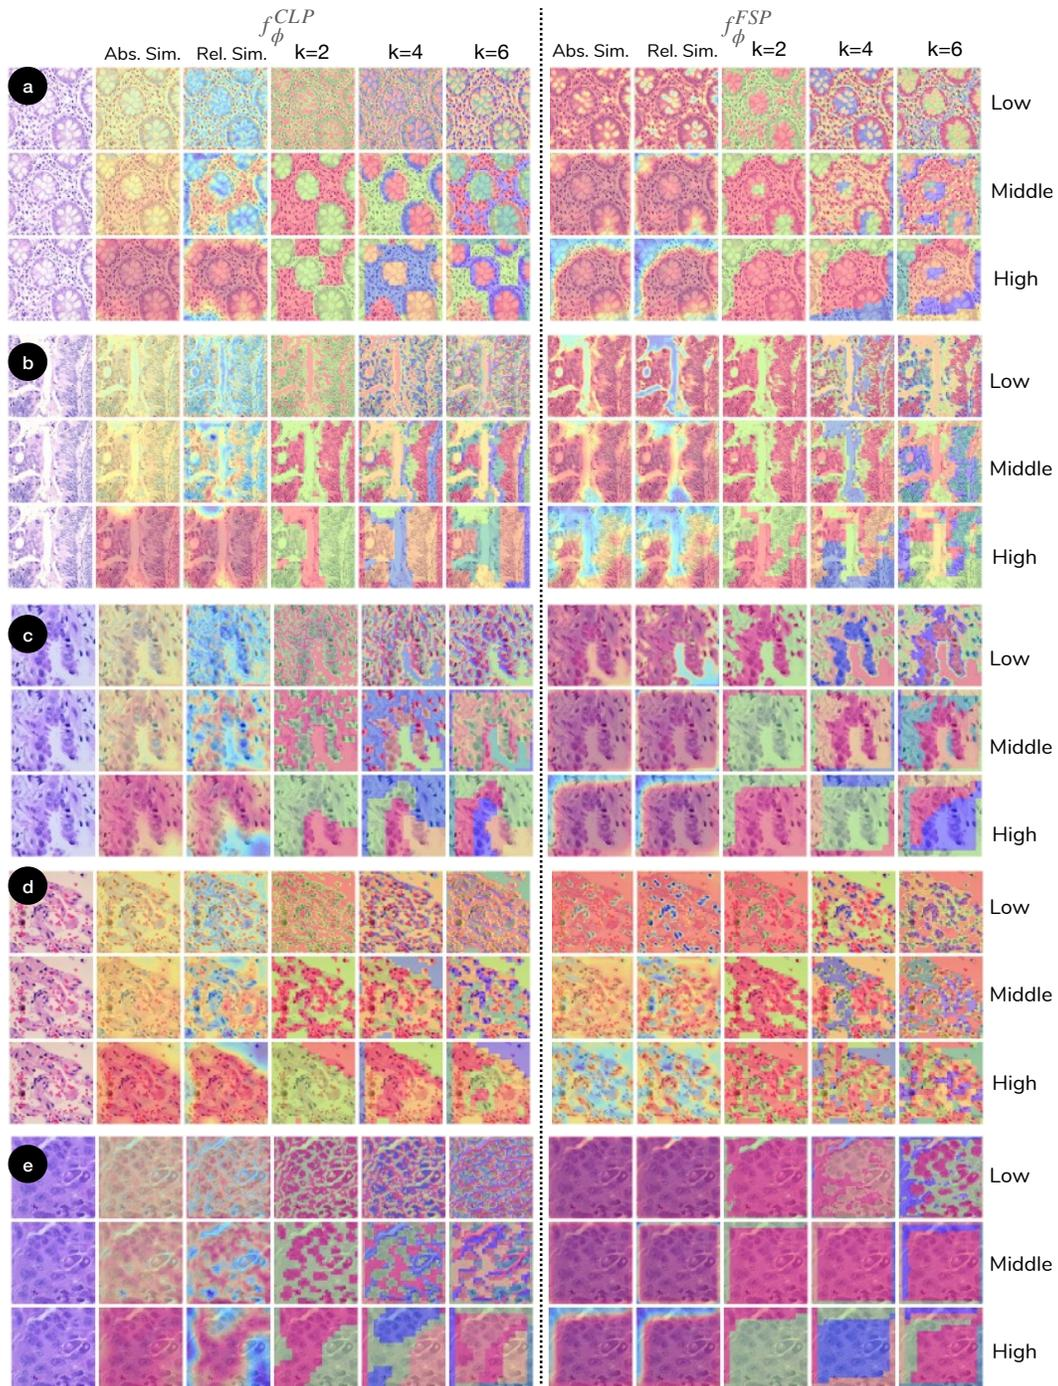 f_ϕ^{CLP} f_ϕ^{FSP}
Abs. Sim. Rel. Sim. k=2 k=4 k=6 Abs. Sim. Rel. Sim. k=2 k=4 k=6
a
Low
Middle
High
b
Low
Middle
High
c
Low
Middle
High
d
Low
Middle
High
e
Low
Middle
High